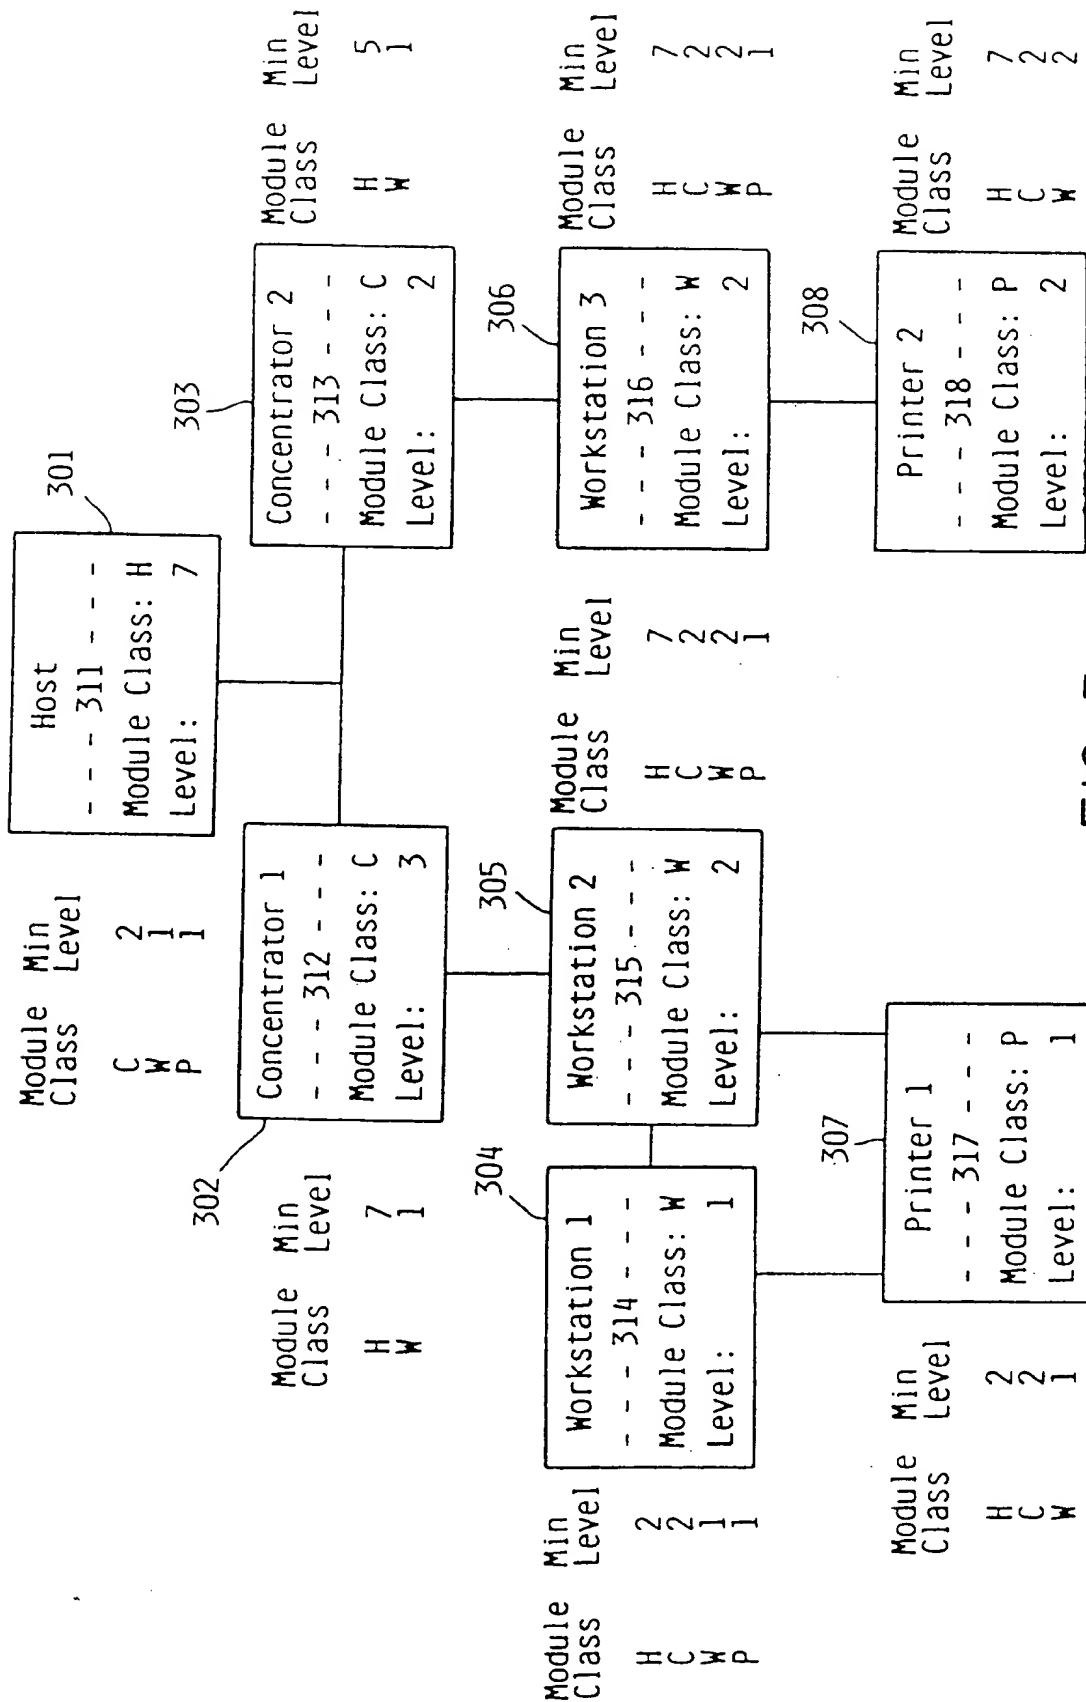 Module Min
Class Level
C 2
W 1
P 1
301
Host
- - - 311 - - -
Module Class: H
Level: 7
302
Module Min
Class Level
H 7
W 1
Concentrator 1
- - - 312 - - -
Module Class: C
Level: 3
303
Concentrator 2
- - - 313 - - -
Module Class: C
Level: 2
Module Min
Class Level
H 5
W 1
Module Min
Class Level
H 2
C 2
W 1
P 1
304
Workstation 1
- - - 314 - - -
Module Class: W
Level: 1
305
Workstation 2
- - - 315 - - -
Module Class: W
Level: 2
Module Min
Class Level
H 7
C 2
W 2
P 1
306
Workstation 3
- - - 316 - - -
Module Class: W
Level: 2
Module Min
Class Level
H 7
C 2
W 2
P 1
Module Min
Class Level
H 2
C 2
W 1
307
Printer 1
- - - 317 - - -
Module Class: P
Level: 1
308
Printer 2
- - - 318 - - -
Module Class: P
Level: 2
Module Min
Class Level
H 7
C 2
W 2